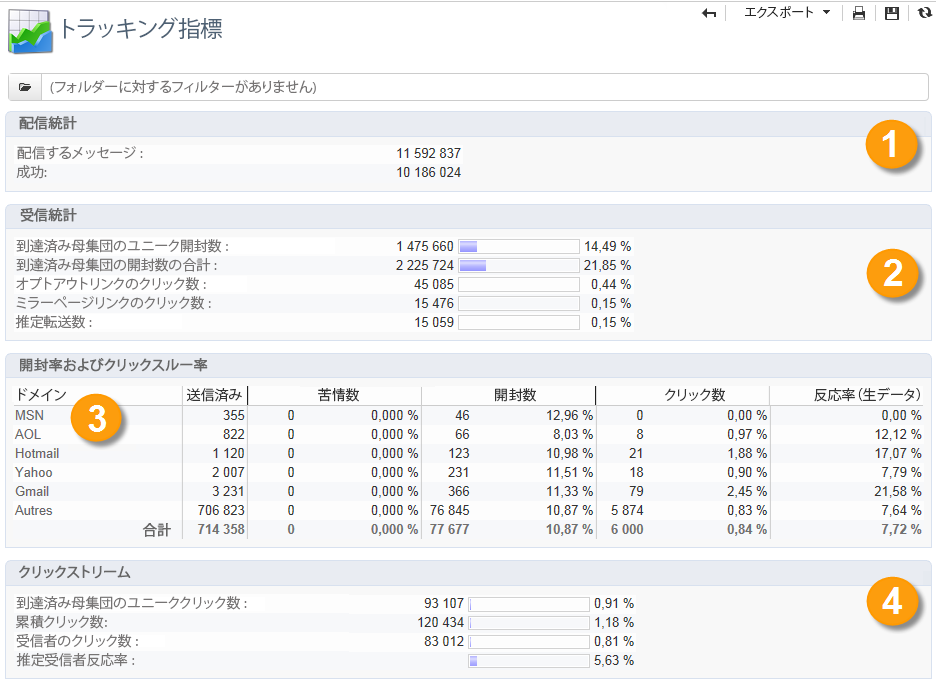 トラッキング指標
エクスポート
(フォルダーに対するフィルターがありません)
配信統計
1
配信するメッセージ : 11 592 837
成功: 10 186 024
受信統計
2
到達済み母集団のユニーク開封数 : 1 475 660 14,49 %
到達済み母集団の開封数の合計 : 2 225 724 21,85 %
オプトアウトリンクのクリック数 : 45 085 0,44 %
ミラーページリンクのクリック数 : 15 476 0,15 %
推定転送数 : 15 059 0,15 %
開封率およびクリックスルー率
3
ドメイン 送信済み 苦情数 開封数 クリック数 反応率 (生データ)
MSN 355 0 0,000 % 46 12,96 % 0 0,00 % 0,00 %
AOL 822 0 0,000 % 66 8,03 % 8 0,97 % 12,12 %
Hotmail 1 120 0 0,000 % 123 10,98 % 21 1,88 % 17,07 %
Yahoo 2 007 0 0,000 % 231 11,51 % 18 0,90 % 7,79 %
Gmail 3 231 0 0,000 % 366 11,33 % 79 2,45 % 21,58 %
Autres 706 823 0 0,000 % 76 845 10,87 % 5 874 0,83 % 7,64 %
合計 714 358 0 0,000 % 77 677 10,87 % 6 000 0,84 % 7,72 %
クリックストリーム
4
到達済み母集団のユニーククリック数 : 93 107 0,91 %
累積クリック数: 120 434 1,18 %
受信者のクリック数 : 83 012 0,81 %
推定受信者反応率 : 5,63 %